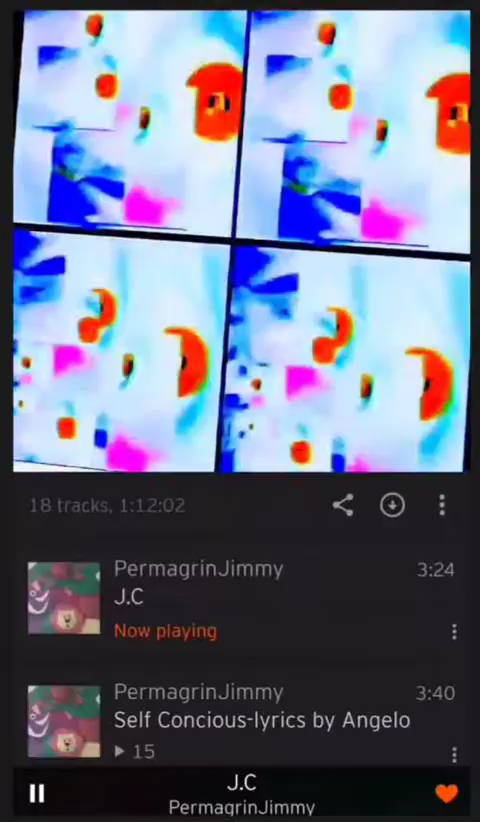 18 tracks, 1:12:02
PermagrinJimmy 3:24
J.C
Now playing
PermagrinJimmy 3:40
Self Concious-lyrics by Angelo
15
J.C
PermagrinJimmy